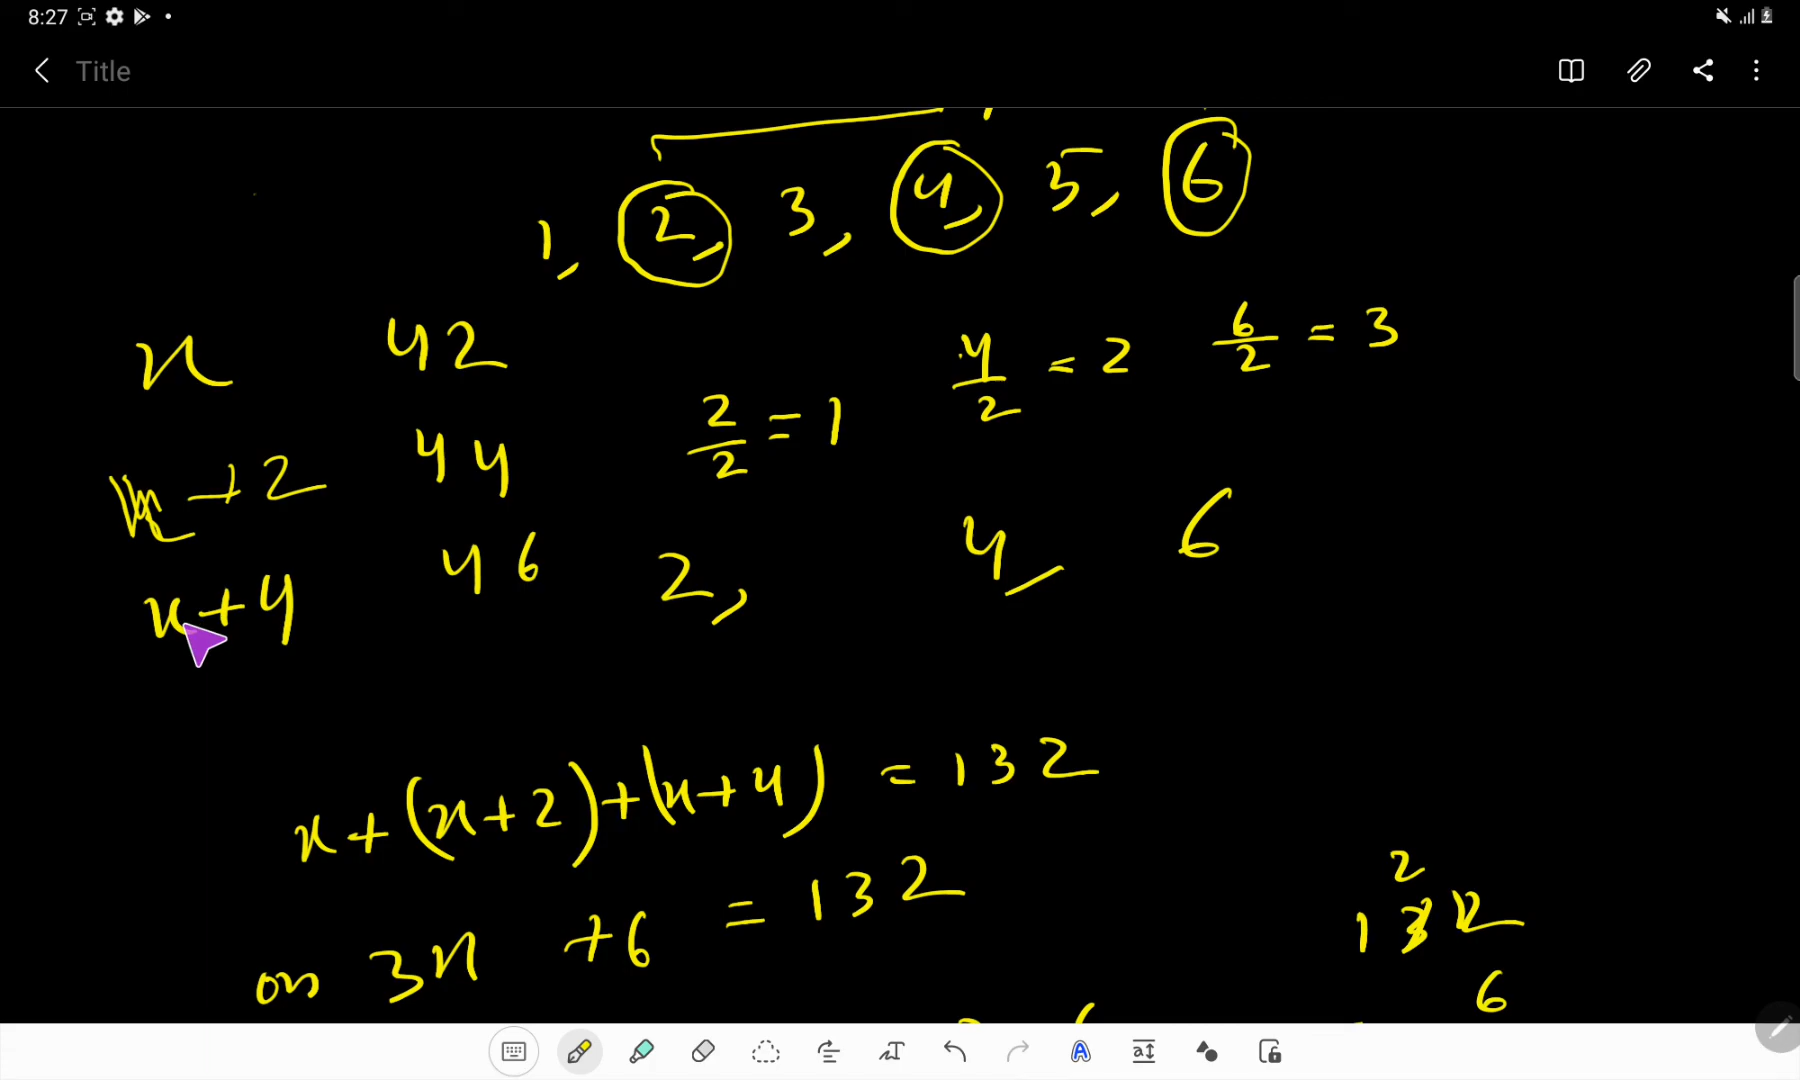 8:27
Title
1, 2, 3, 4, 5, 6
x 42
4/2 = 2 6/2 = 3
2/2 = 1
x+2 44
x+4 46 2, 4, 6
x+(x+2)+(x+4) = 132
or 3x +6 = 132
2
132
6